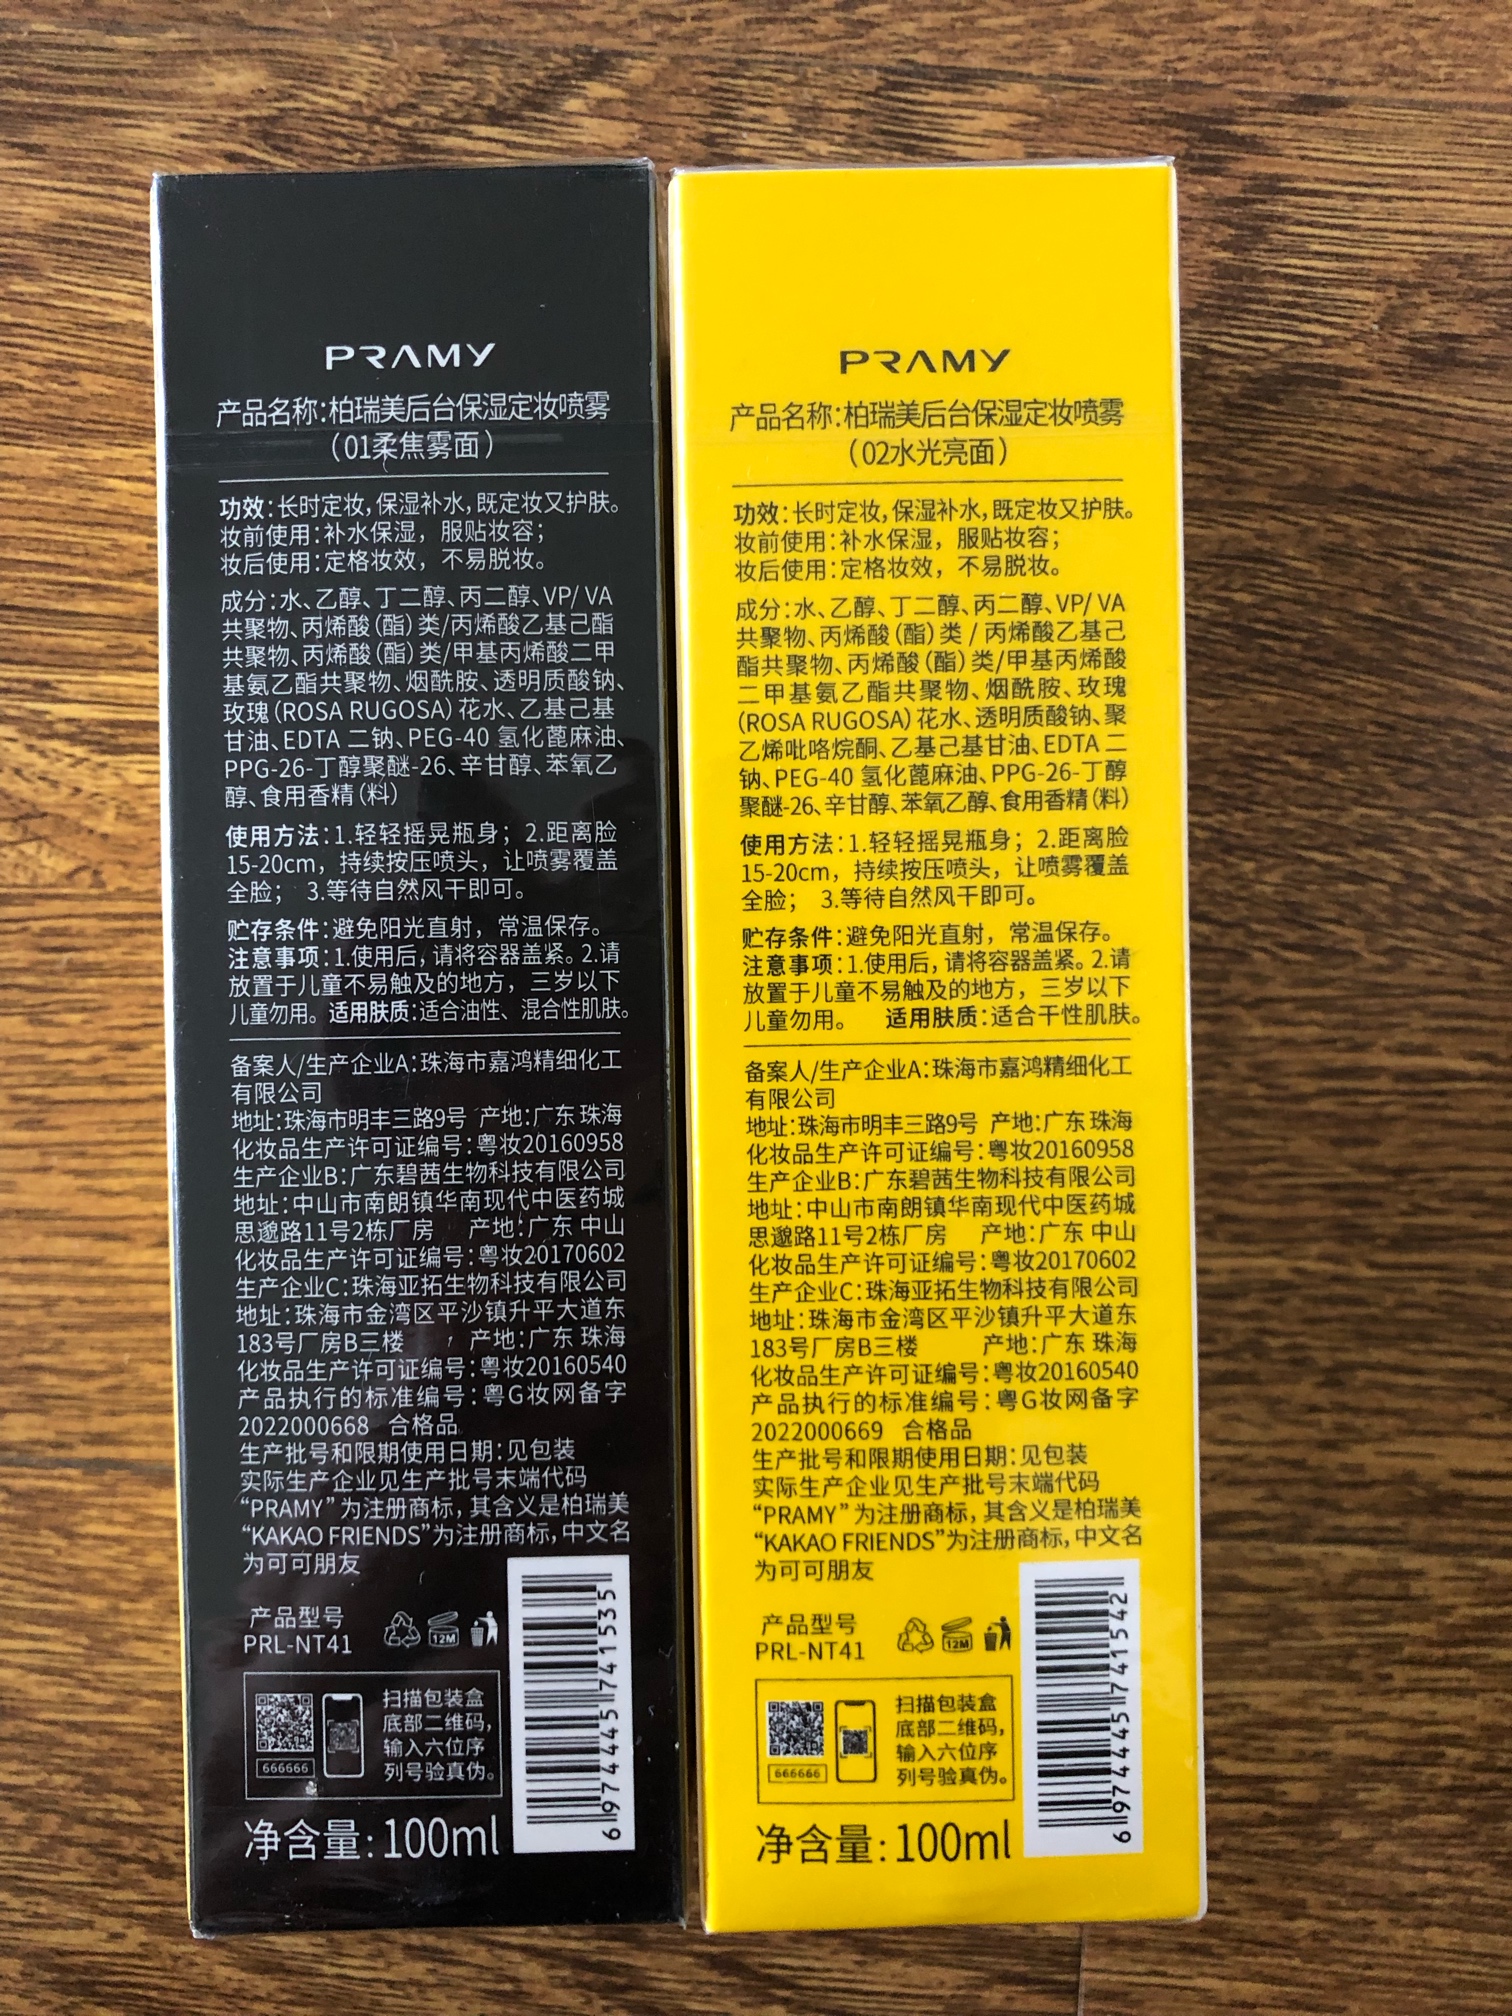 PRAMY
产品名称:柏瑞美后台保湿定妆喷雾
(01柔焦雾面)
功效:长时定妆,保湿补水,既定妆又护肤。
妆前使用:补水保湿，服贴妆容；
妆后使用:定格妆效，不易脱妆。
成分:水、乙醇、丁二醇、丙二醇、VP/ VA
共聚物、丙烯酸(酯)类/丙烯酸乙基己酯
共聚物、丙烯酸(酯)类/甲基丙烯酸二甲
基氨乙酯共聚物、烟酰胺、透明质酸钠、
玫瑰(ROSA RUGOSA)花水、乙基己基
甘油、EDTA 二钠、PEG-40 氢化蓖麻油、
PPG-26-丁醇聚醚-26、辛甘醇、苯氧乙
醇、食用香精(料)
使用方法:1.轻轻摇晃瓶身；2.距离脸
15-20cm，持续按压喷头，让喷雾覆盖
全脸； 3.等待自然风干即可。
贮存条件:避免阳光直射，常温保存。
注意事项:1.使用后,请将容器盖紧。2.请
放置于儿童不易触及的地方，三岁以下
儿童勿用。适用肤质:适合油性、混合性肌肤。
备案人/生产企业A:珠海市嘉鸿精细化工
有限公司
地址:珠海市明丰三路9号 产地:广东 珠海
化妆品生产许可证编号:粤妆20160958
生产企业B:广东碧茜生物科技有限公司
地址:中山市南朗镇华南现代中医药城
思邈路11号2栋厂房 产地:广东 中山
化妆品生产许可证编号:粤妆20170602
生产企业C:珠海亚拓生物科技有限公司
地址:珠海市金湾区平沙镇升平大道东
183号厂房B三楼 产地:广东 珠海
化妆品生产许可证编号:粤妆20160540
产品执行的标准编号:粤G妆网备字
2022000668 合格品
生产批号和限期使用日期:见包装
实际生产企业见生产批号末端代码
“PRAMY”为注册商标,其含义是柏瑞美
“KAKAO FRIENDS”为注册商标,中文名
为可可朋友
产品型号
PRL-NT41
12M
扫描包装盒
底部二维码,
输入六位序
列号验真伪。
666666
净含量:100ml
6 974445 741535
PRAMY
产品名称:柏瑞美后台保湿定妆喷雾
(02水光亮面)
功效:长时定妆,保湿补水,既定妆又护肤。
妆前使用:补水保湿，服贴妆容；
妆后使用:定格妆效，不易脱妆。
成分:水、乙醇、丁二醇、丙二醇、VP/ VA
共聚物、丙烯酸(酯)类 / 丙烯酸乙基己
酯共聚物、丙烯酸(酯)类/甲基丙烯酸
二甲基氨乙酯共聚物、烟酰胺、玫瑰
(ROSA RUGOSA)花水、透明质酸钠、聚
乙烯吡咯烷酮、乙基己基甘油、EDTA 二
钠、PEG-40 氢化蓖麻油、PPG-26-丁醇
聚醚-26、辛甘醇、苯氧乙醇、食用香精(料)
使用方法:1.轻轻摇晃瓶身；2.距离脸
15-20cm，持续按压喷头，让喷雾覆盖
全脸； 3.等待自然风干即可。
贮存条件:避免阳光直射，常温保存。
注意事项:1.使用后,请将容器盖紧。2.请
放置于儿童不易触及的地方，三岁以下
儿童勿用。 适用肤质:适合干性肌肤。
备案人/生产企业A:珠海市嘉鸿精细化工
有限公司
地址:珠海市明丰三路9号 产地:广东 珠海
化妆品生产许可证编号:粤妆20160958
生产企业B:广东碧茜生物科技有限公司
地址:中山市南朗镇华南现代中医药城
思邈路11号2栋厂房 产地:广东 中山
化妆品生产许可证编号:粤妆20170602
生产企业C:珠海亚拓生物科技有限公司
地址:珠海市金湾区平沙镇升平大道东
183号厂房B三楼 产地:广东 珠海
化妆品生产许可证编号:粤妆20160540
产品执行的标准编号:粤G妆网备字
2022000669 合格品
生产批号和限期使用日期:见包装
实际生产企业见生产批号末端代码
“PRAMY”为注册商标,其含义是柏瑞美
“KAKAO FRIENDS”为注册商标,中文名
为可可朋友
产品型号
PRL-NT41
12M
扫描包装盒
底部二维码,
输入六位序
列号验真伪。
666666
净含量:100ml
6 974445 741542